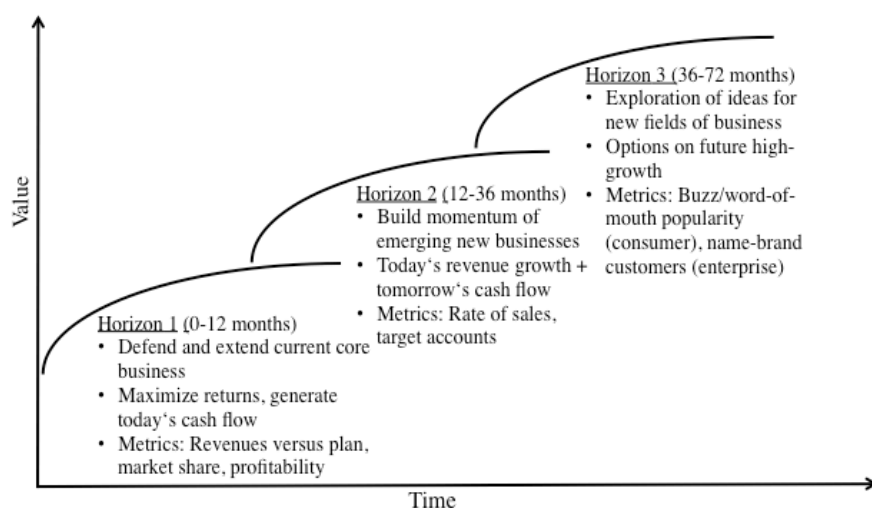 Value
Horizon 1 (0-12 months)
• Defend and extend current core
business
• Maximize returns, generate
today‘s cash flow
• Metrics: Revenues versus plan,
market share, profitability
Horizon 2 (12-36 months)
• Build momentum of
emerging new businesses
• Today‘s revenue growth +
tomorrow‘s cash flow
• Metrics: Rate of sales,
target accounts
Horizon 3 (36-72 months)
• Exploration of ideas for
new fields of business
• Options on future high-
growth
• Metrics: Buzz/word-of-
mouth popularity
(consumer), name-brand
customers (enterprise)
Time